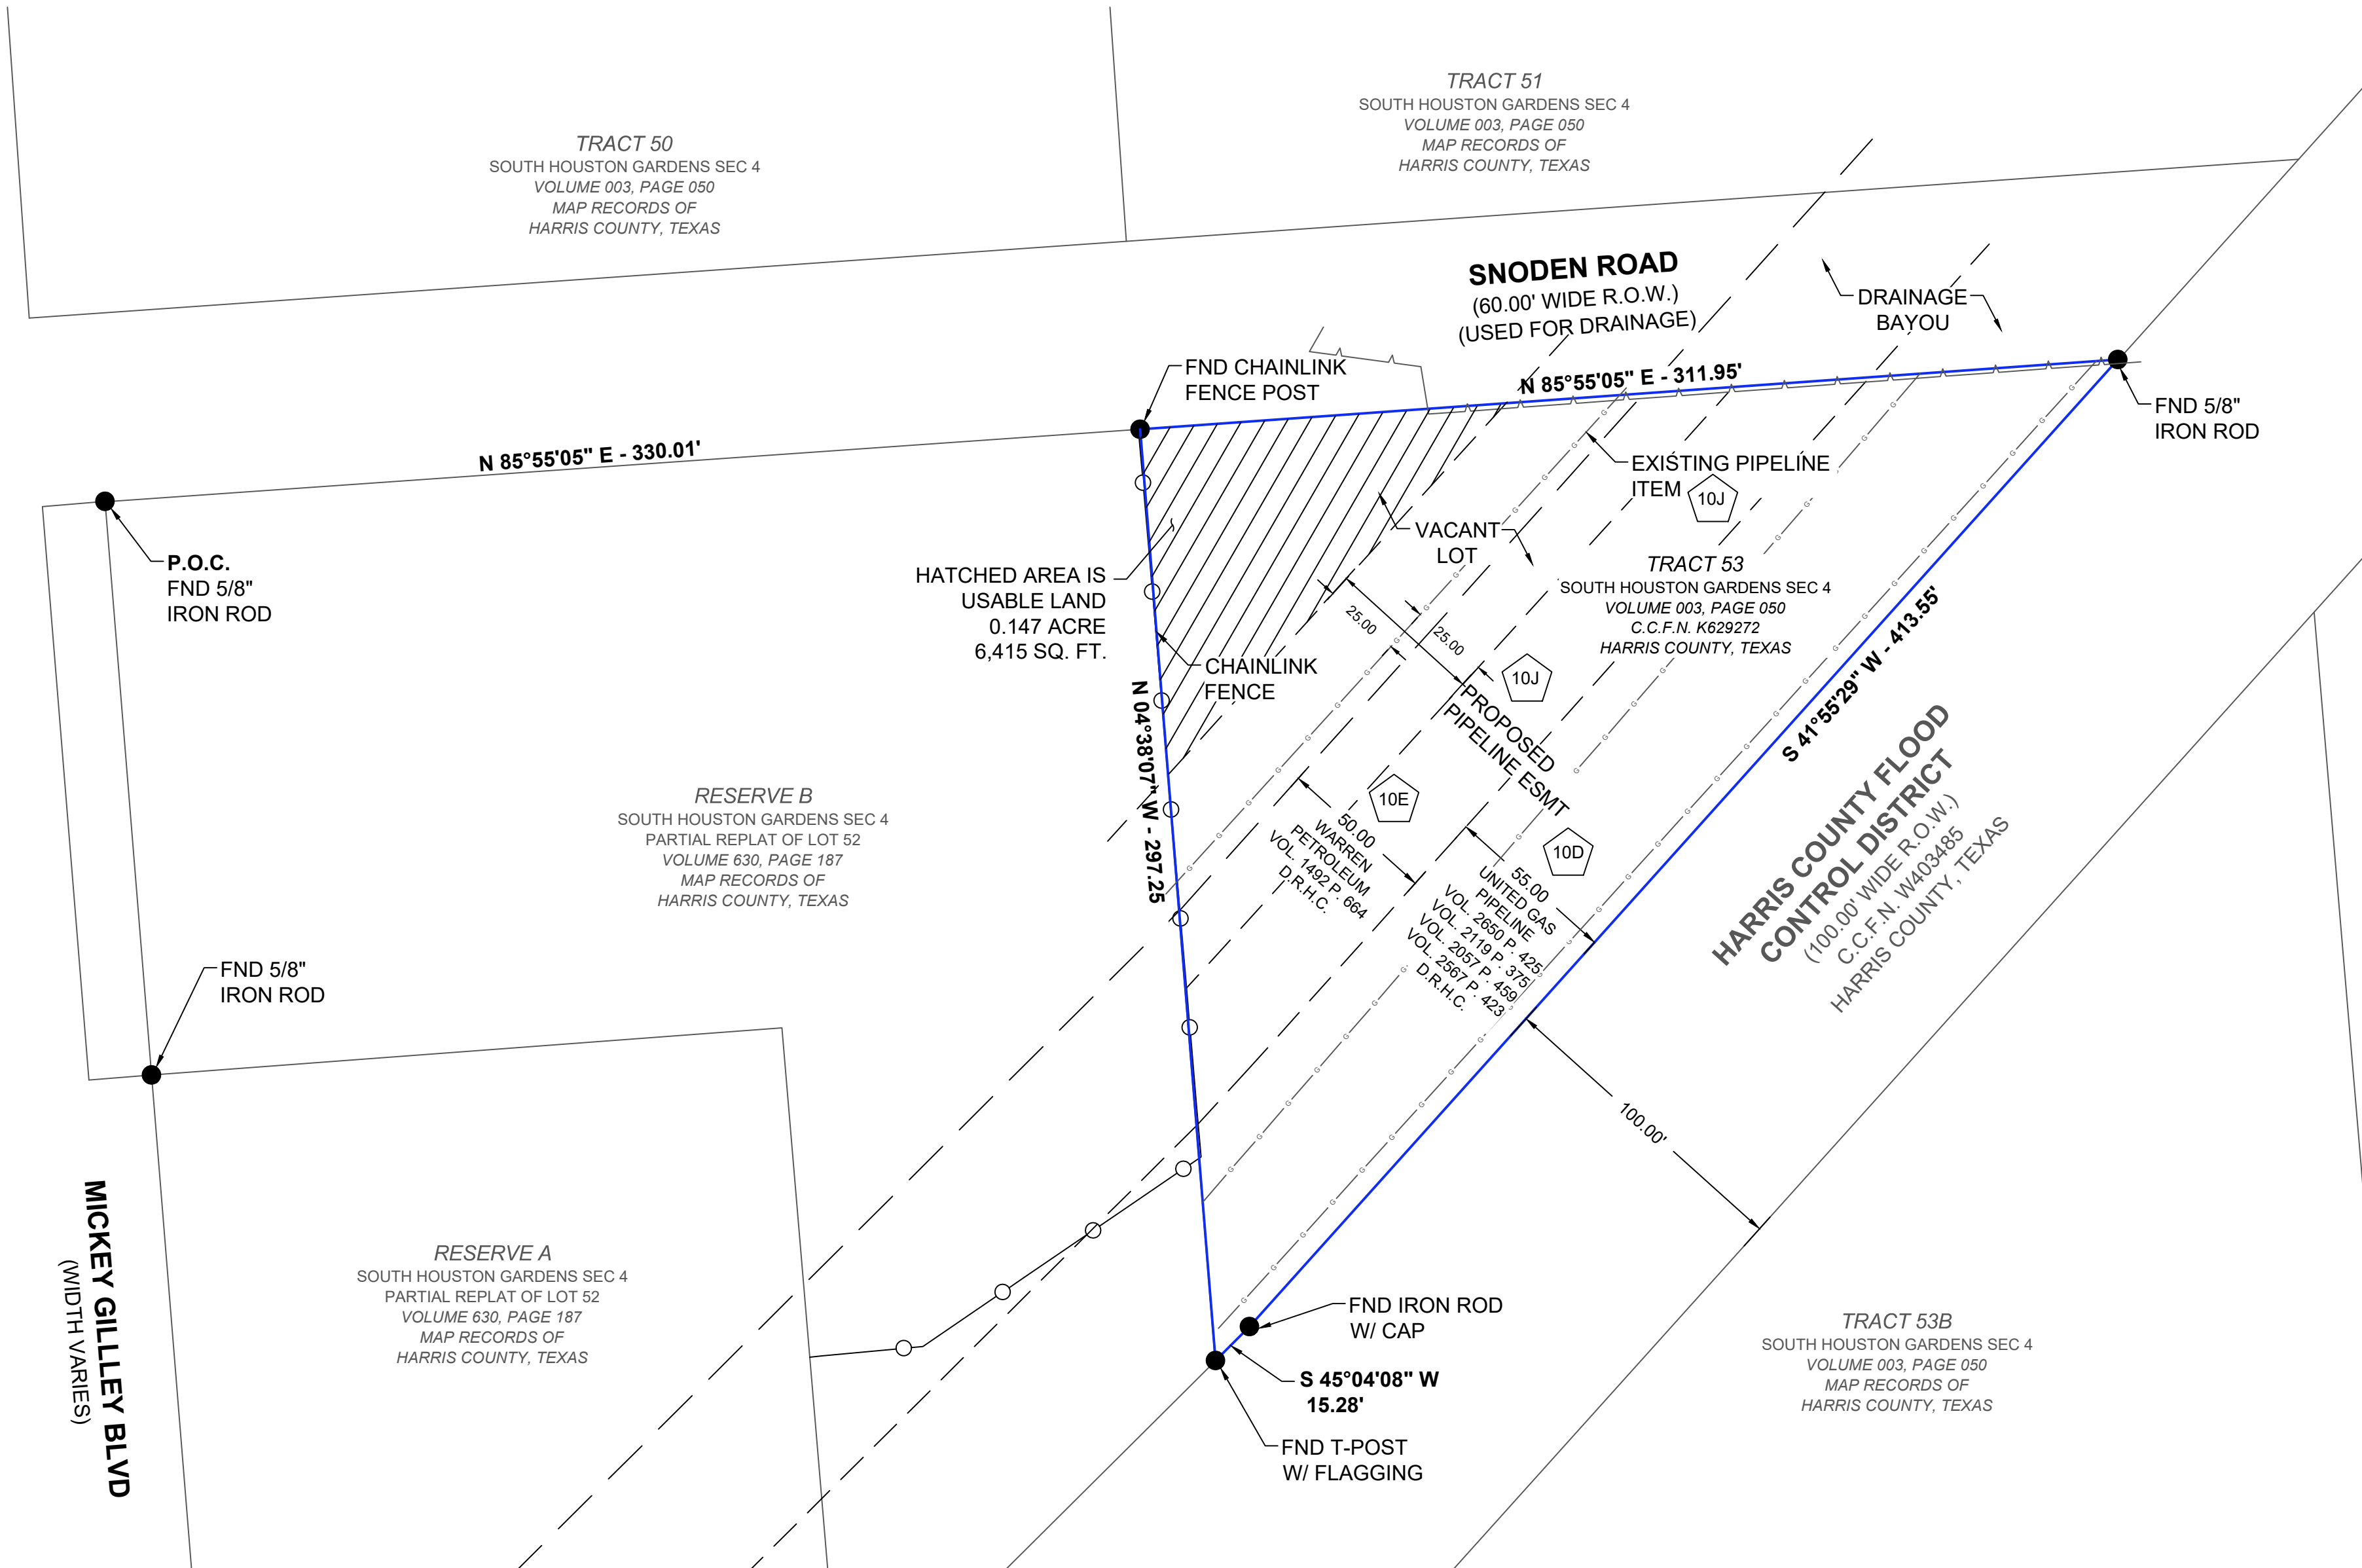 TRACT 51
SOUTH HOUSTON GARDENS SEC 4
VOLUME 003, PAGE 050
MAP RECORDS OF
HARRIS COUNTY, TEXAS
TRACT 50
SOUTH HOUSTON GARDENS SEC 4
VOLUME 003, PAGE 050
MAP RECORDS OF
HARRIS COUNTY, TEXAS
SNODEN ROAD
(60.00' WIDE R.O.W.)
(USED FOR DRAINAGE)
DRAINAGE
BAYOU
FND CHAINLINK
FENCE POST
N 85°55'05" E - 311.95'
FND 5/8"
IRON ROD
N 85°55'05" E - 330.01'
EXISTING PIPELINE
ITEM
10J
VACANT
LOT
P.O.C.
FND 5/8"
IRON ROD
HATCHED AREA IS
USABLE LAND
0.147 ACRE
6,415 SQ. FT.
TRACT 53
SOUTH HOUSTON GARDENS SEC 4
VOLUME 003, PAGE 050
C.C.F.N. K629272
HARRIS COUNTY, TEXAS
25.00
25.00
CHAINLINK
FENCE
10J
S 41°55'29" W - 413.55'
N 04°38'07" W - 297.25
PROPOSED
PIPELINE ESMT
HARRIS COUNTY FLOOD
CONTROL DISTRICT
(100.00' WIDE R.O.W.)
C.C.F.N. W403485
HARRIS COUNTY, TEXAS
RESERVE B
SOUTH HOUSTON GARDENS SEC 4
PARTIAL REPLAT OF LOT 52
VOLUME 630, PAGE 187
MAP RECORDS OF
HARRIS COUNTY, TEXAS
10E
50.00
WARREN
PETROLEUM
VOL. 1492 P. 664
D.R.H.C.
10D
55.00
UNITED GAS
PIPELINE
VOL. 2650 P. 425
VOL. 2119 P. 375
VOL. 2057 P. 459
VOL. 2567 P. 423
D.R.H.C.
FND 5/8"
IRON ROD
100.00'
MICKEY GILLLEY BLVD
(WIDTH VARIES)
RESERVE A
SOUTH HOUSTON GARDENS SEC 4
PARTIAL REPLAT OF LOT 52
VOLUME 630, PAGE 187
MAP RECORDS OF
HARRIS COUNTY, TEXAS
FND IRON ROD
W/ CAP
S 45°04'08" W
15.28'
FND T-POST
W/ FLAGGING
TRACT 53B
SOUTH HOUSTON GARDENS SEC 4
VOLUME 003, PAGE 050
MAP RECORDS OF
HARRIS COUNTY, TEXAS